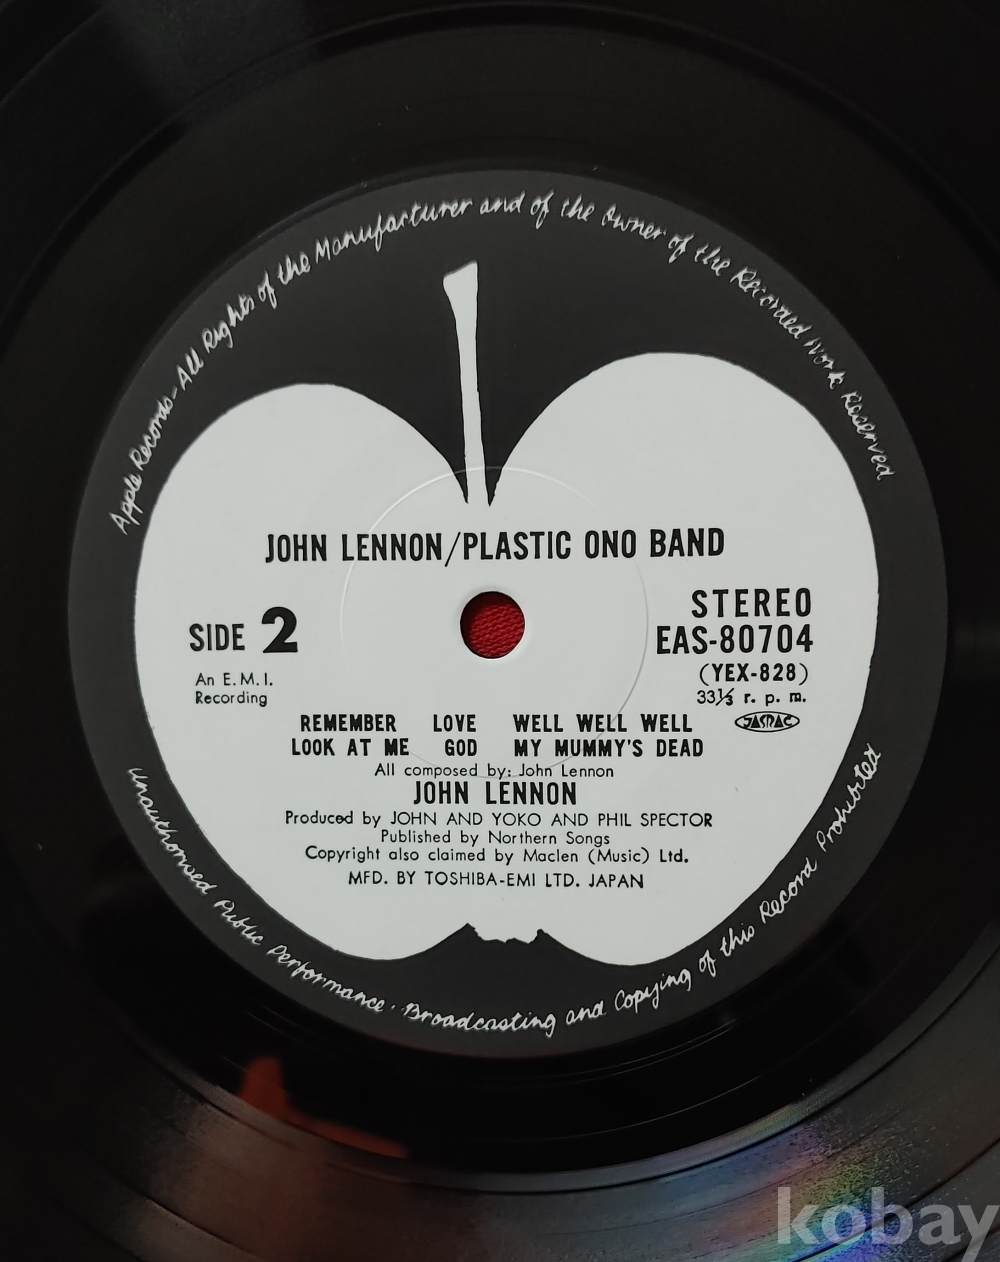 Apple Records-All Rights of the Manufacturer and of the Owner of the Recorded Work Reserved
JOHN LENNON/PLASTIC ONO BAND
SIDE 2
STEREO
EAS-80704
(YEX-828)
33⅓ r. p. m.
An E.M.I.
Recording
JASRAC
REMEMBER LOVE WELL WELL WELL
LOOK AT ME GOD MY MUMMY'S DEAD
All composed by: John Lennon
JOHN LENNON
Produced by JOHN AND YOKO AND PHIL SPECTOR
Published by Northern Songs
Copyright also claimed by Maclen (Music) Ltd.
MFD. BY TOSHIBA-EMI LTD. JAPAN
Unauthorised Public Performance · Broadcasting and Copying of this Record Prohibited
kobay